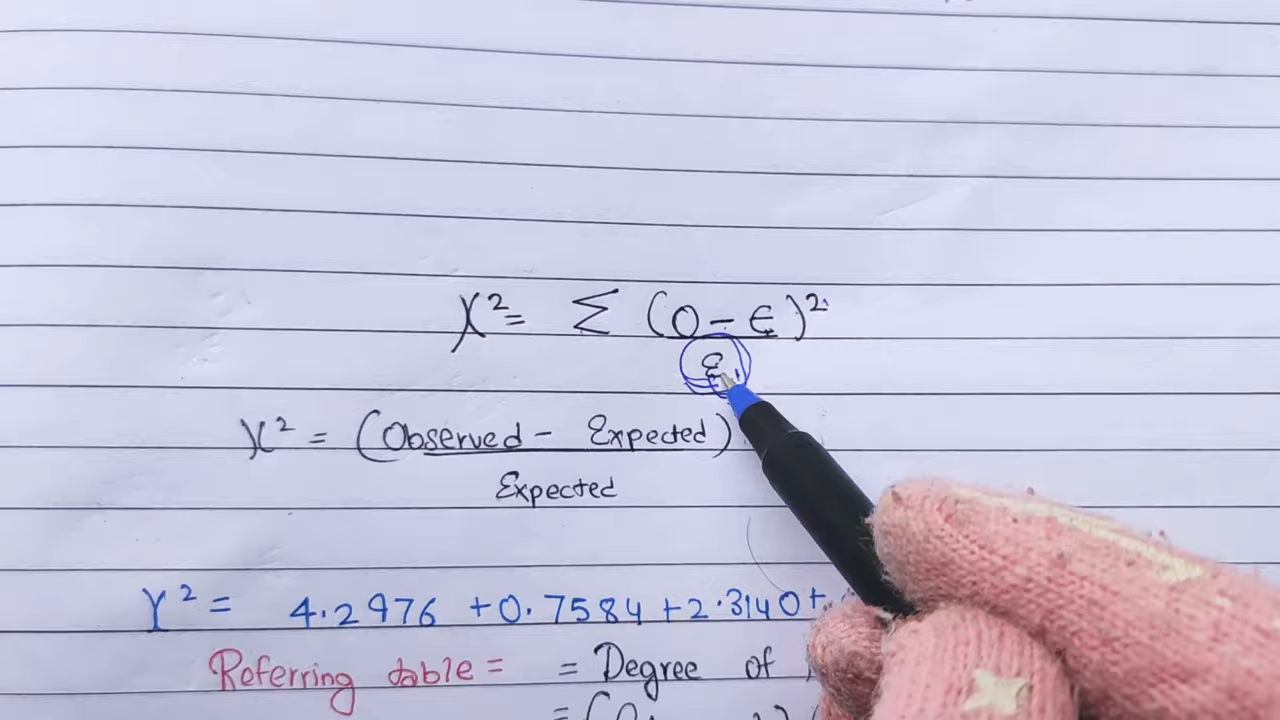 χ² = Σ (O - E)²
E
χ² = (Observed - Expected)
Expected
χ² = 4.2976 + 0.7584 + 2.3140 +
Referring table = = Degree of